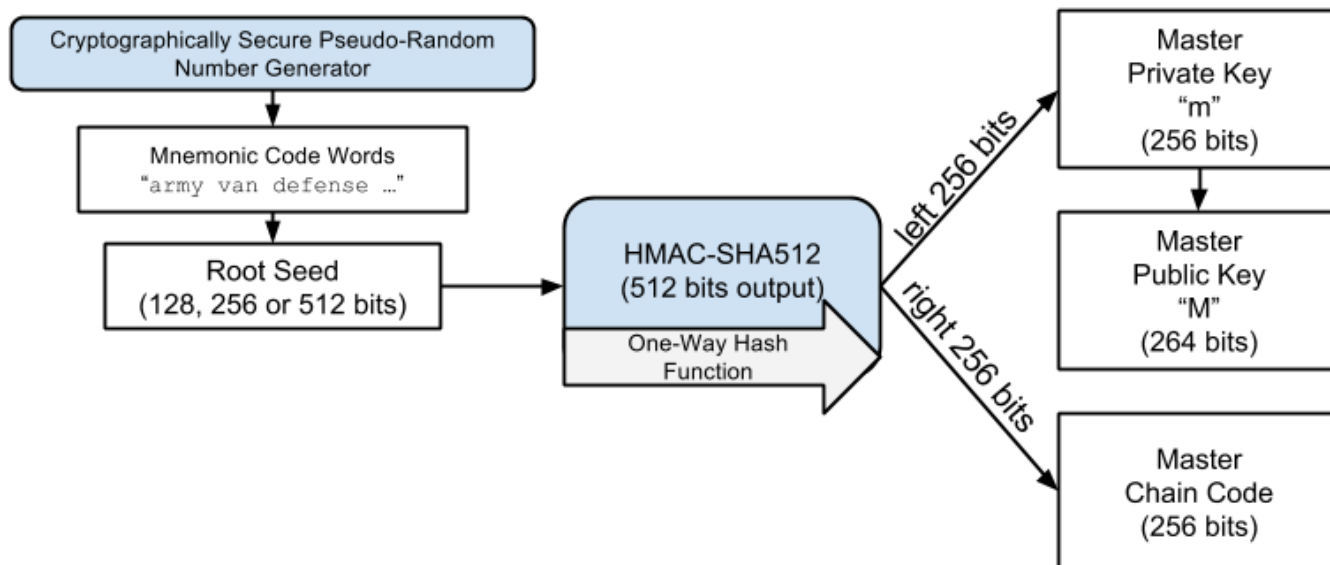 Cryptographically Secure Pseudo-Random
Number Generator
Mnemonic Code Words
“army van defense …”
Root Seed
(128, 256 or 512 bits)
HMAC-SHA512
(512 bits output)
One-Way Hash
Function
left 256 bits
right 256 bits
Master
Private Key
“m”
(256 bits)
Master
Public Key
“M”
(264 bits)
Master
Chain Code
(256 bits)